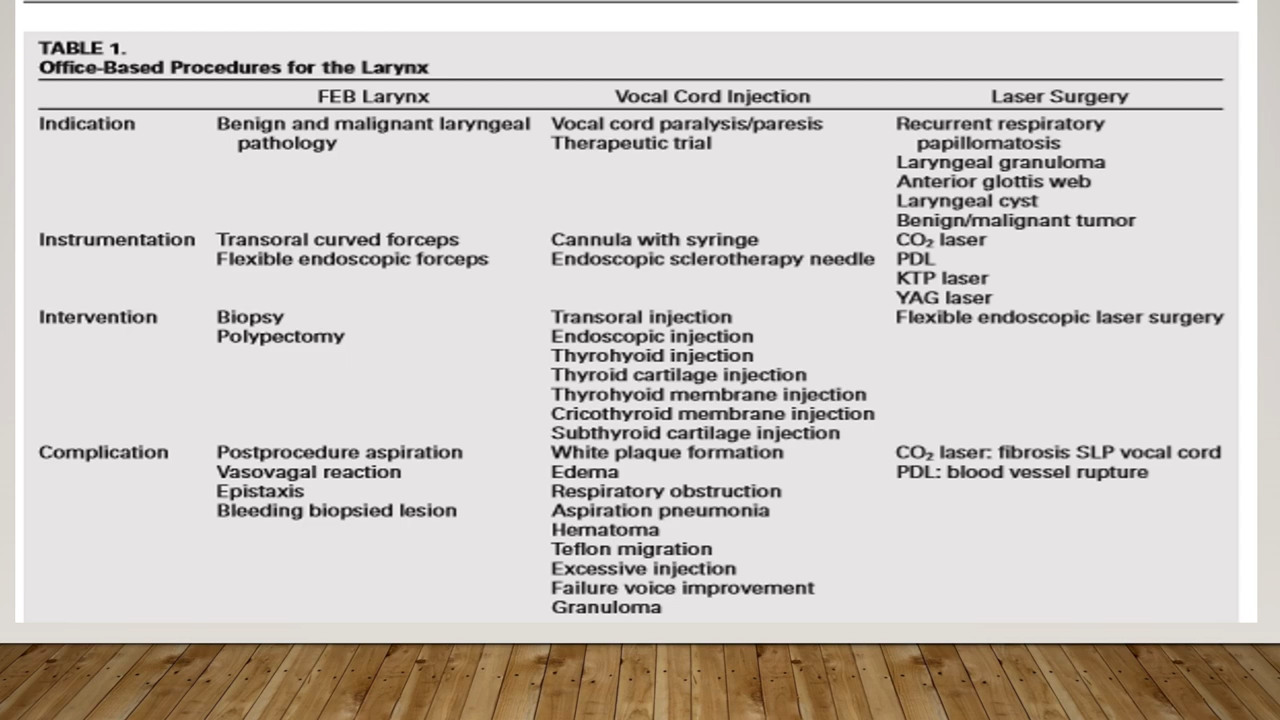 TABLE 1.
Office-Based Procedures for the Larynx
FEB Larynx Vocal Cord Injection Laser Surgery
Indication Benign and malignant laryngeal Vocal cord paralysis/paresis Recurrent respiratory
pathology Therapeutic trial papillomatosis
Laryngeal granuloma
Anterior glottis web
Laryngeal cyst
Benign/malignant tumor
Instrumentation Transoral curved forceps Cannula with syringe CO₂ laser
Flexible endoscopic forceps Endoscopic sclerotherapy needle PDL
KTP laser
YAG laser
Intervention Biopsy Transoral injection Flexible endoscopic laser surgery
Polypectomy Endoscopic injection
Thyrohyoid injection
Thyroid cartilage injection
Thyrohyoid membrane injection
Cricothyroid membrane injection
Subthyroid cartilage injection
Complication Postprocedure aspiration White plaque formation CO₂ laser: fibrosis SLP vocal cord
Vasovagal reaction Edema PDL: blood vessel rupture
Epistaxis Respiratory obstruction
Bleeding biopsied lesion Aspiration pneumonia
Hematoma
Teflon migration
Excessive injection
Failure voice improvement
Granuloma